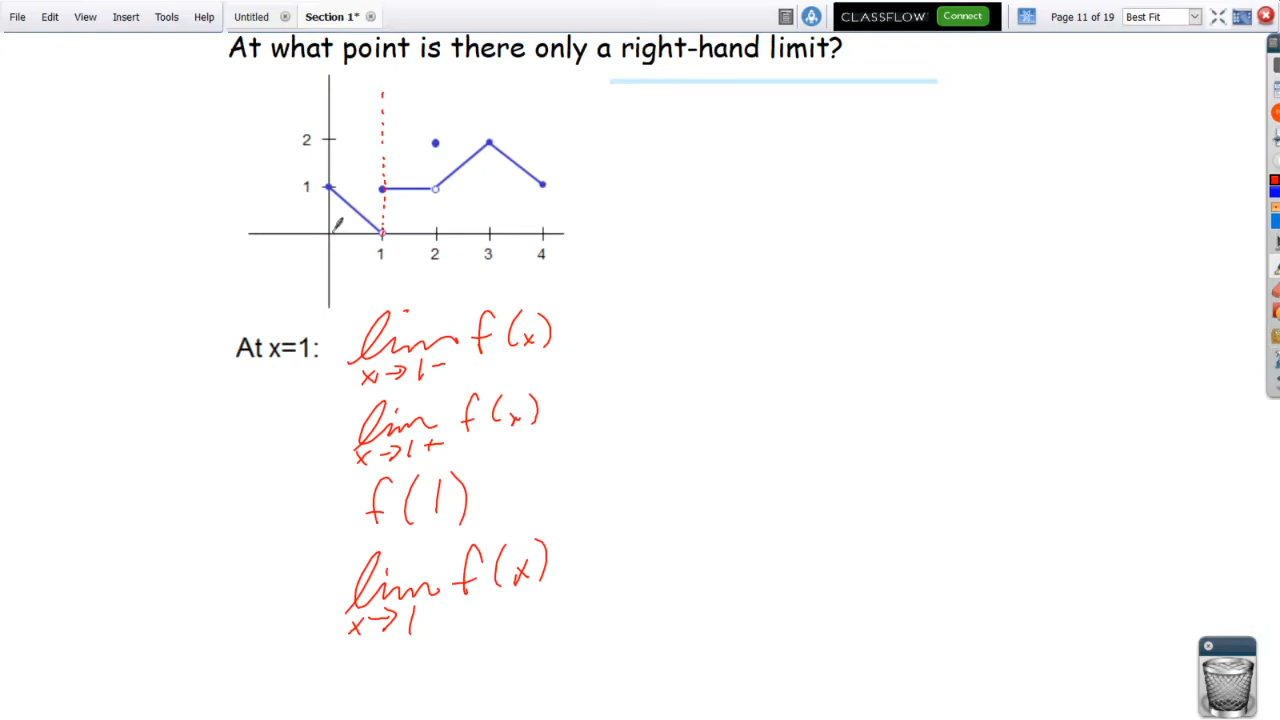 File Edit View Insert Tools Help Untitled Section 1* CLASSFLOW Connect Page 11 of 19 Best Fit
At what point is there only a right-hand limit?
2
1
1 2 3 4
At x=1: lim f(x)
x→1-
lim f(x)
x→1+
f(1)
lim f(x)
x→1